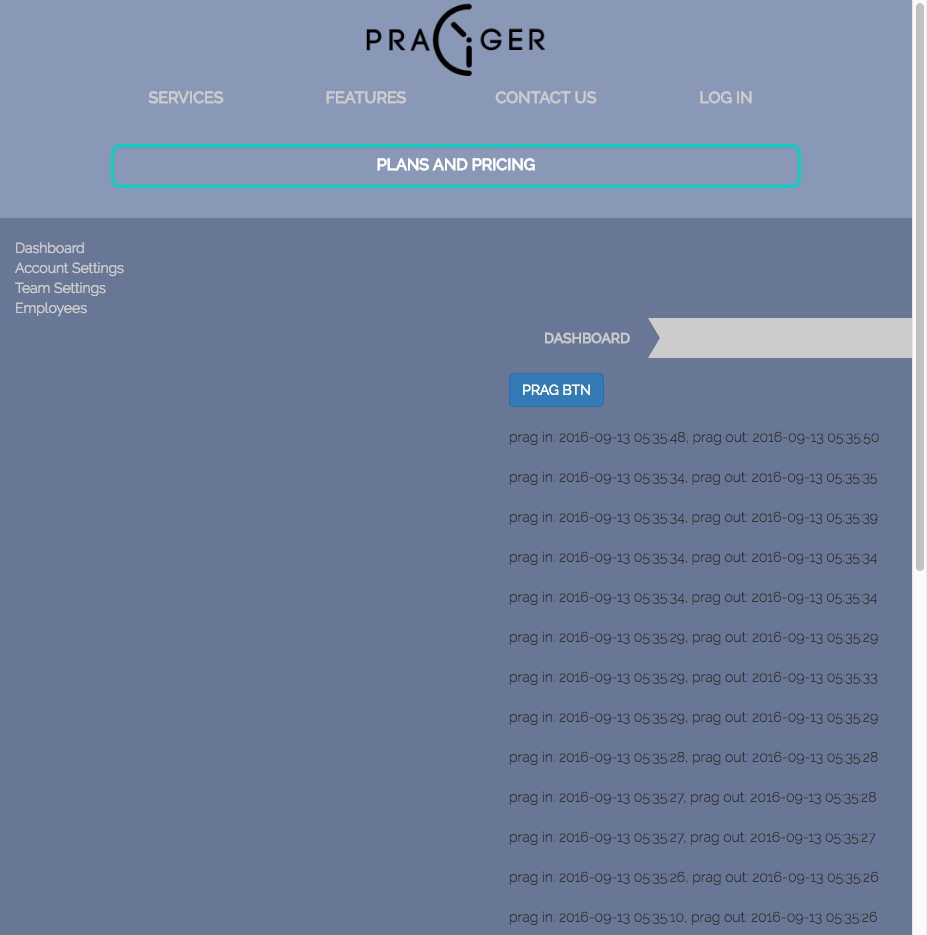 PRAGIGER
SERVICES FEATURES CONTACT US LOG IN
PLANS AND PRICING
Dashboard
Account Settings
Team Settings
Employees
DASHBOARD
PRAG BTN
prag in: 2016-09-13 05:35:48, prag out: 2016-09-13 05:35:50
prag in: 2016-09-13 05:35:34, prag out: 2016-09-13 05:35:35
prag in: 2016-09-13 05:35:34, prag out: 2016-09-13 05:35:39
prag in: 2016-09-13 05:35:34, prag out: 2016-09-13 05:35:34
prag in: 2016-09-13 05:35:34, prag out: 2016-09-13 05:35:34
prag in: 2016-09-13 05:35:29, prag out: 2016-09-13 05:35:29
prag in: 2016-09-13 05:35:29, prag out: 2016-09-13 05:35:33
prag in: 2016-09-13 05:35:29, prag out: 2016-09-13 05:35:29
prag in: 2016-09-13 05:35:28, prag out: 2016-09-13 05:35:28
prag in: 2016-09-13 05:35:27, prag out: 2016-09-13 05:35:28
prag in: 2016-09-13 05:35:27, prag out: 2016-09-13 05:35:27
prag in: 2016-09-13 05:35:26, prag out: 2016-09-13 05:35:26
prag in: 2016-09-13 05:35:10, prag out: 2016-09-13 05:35:26